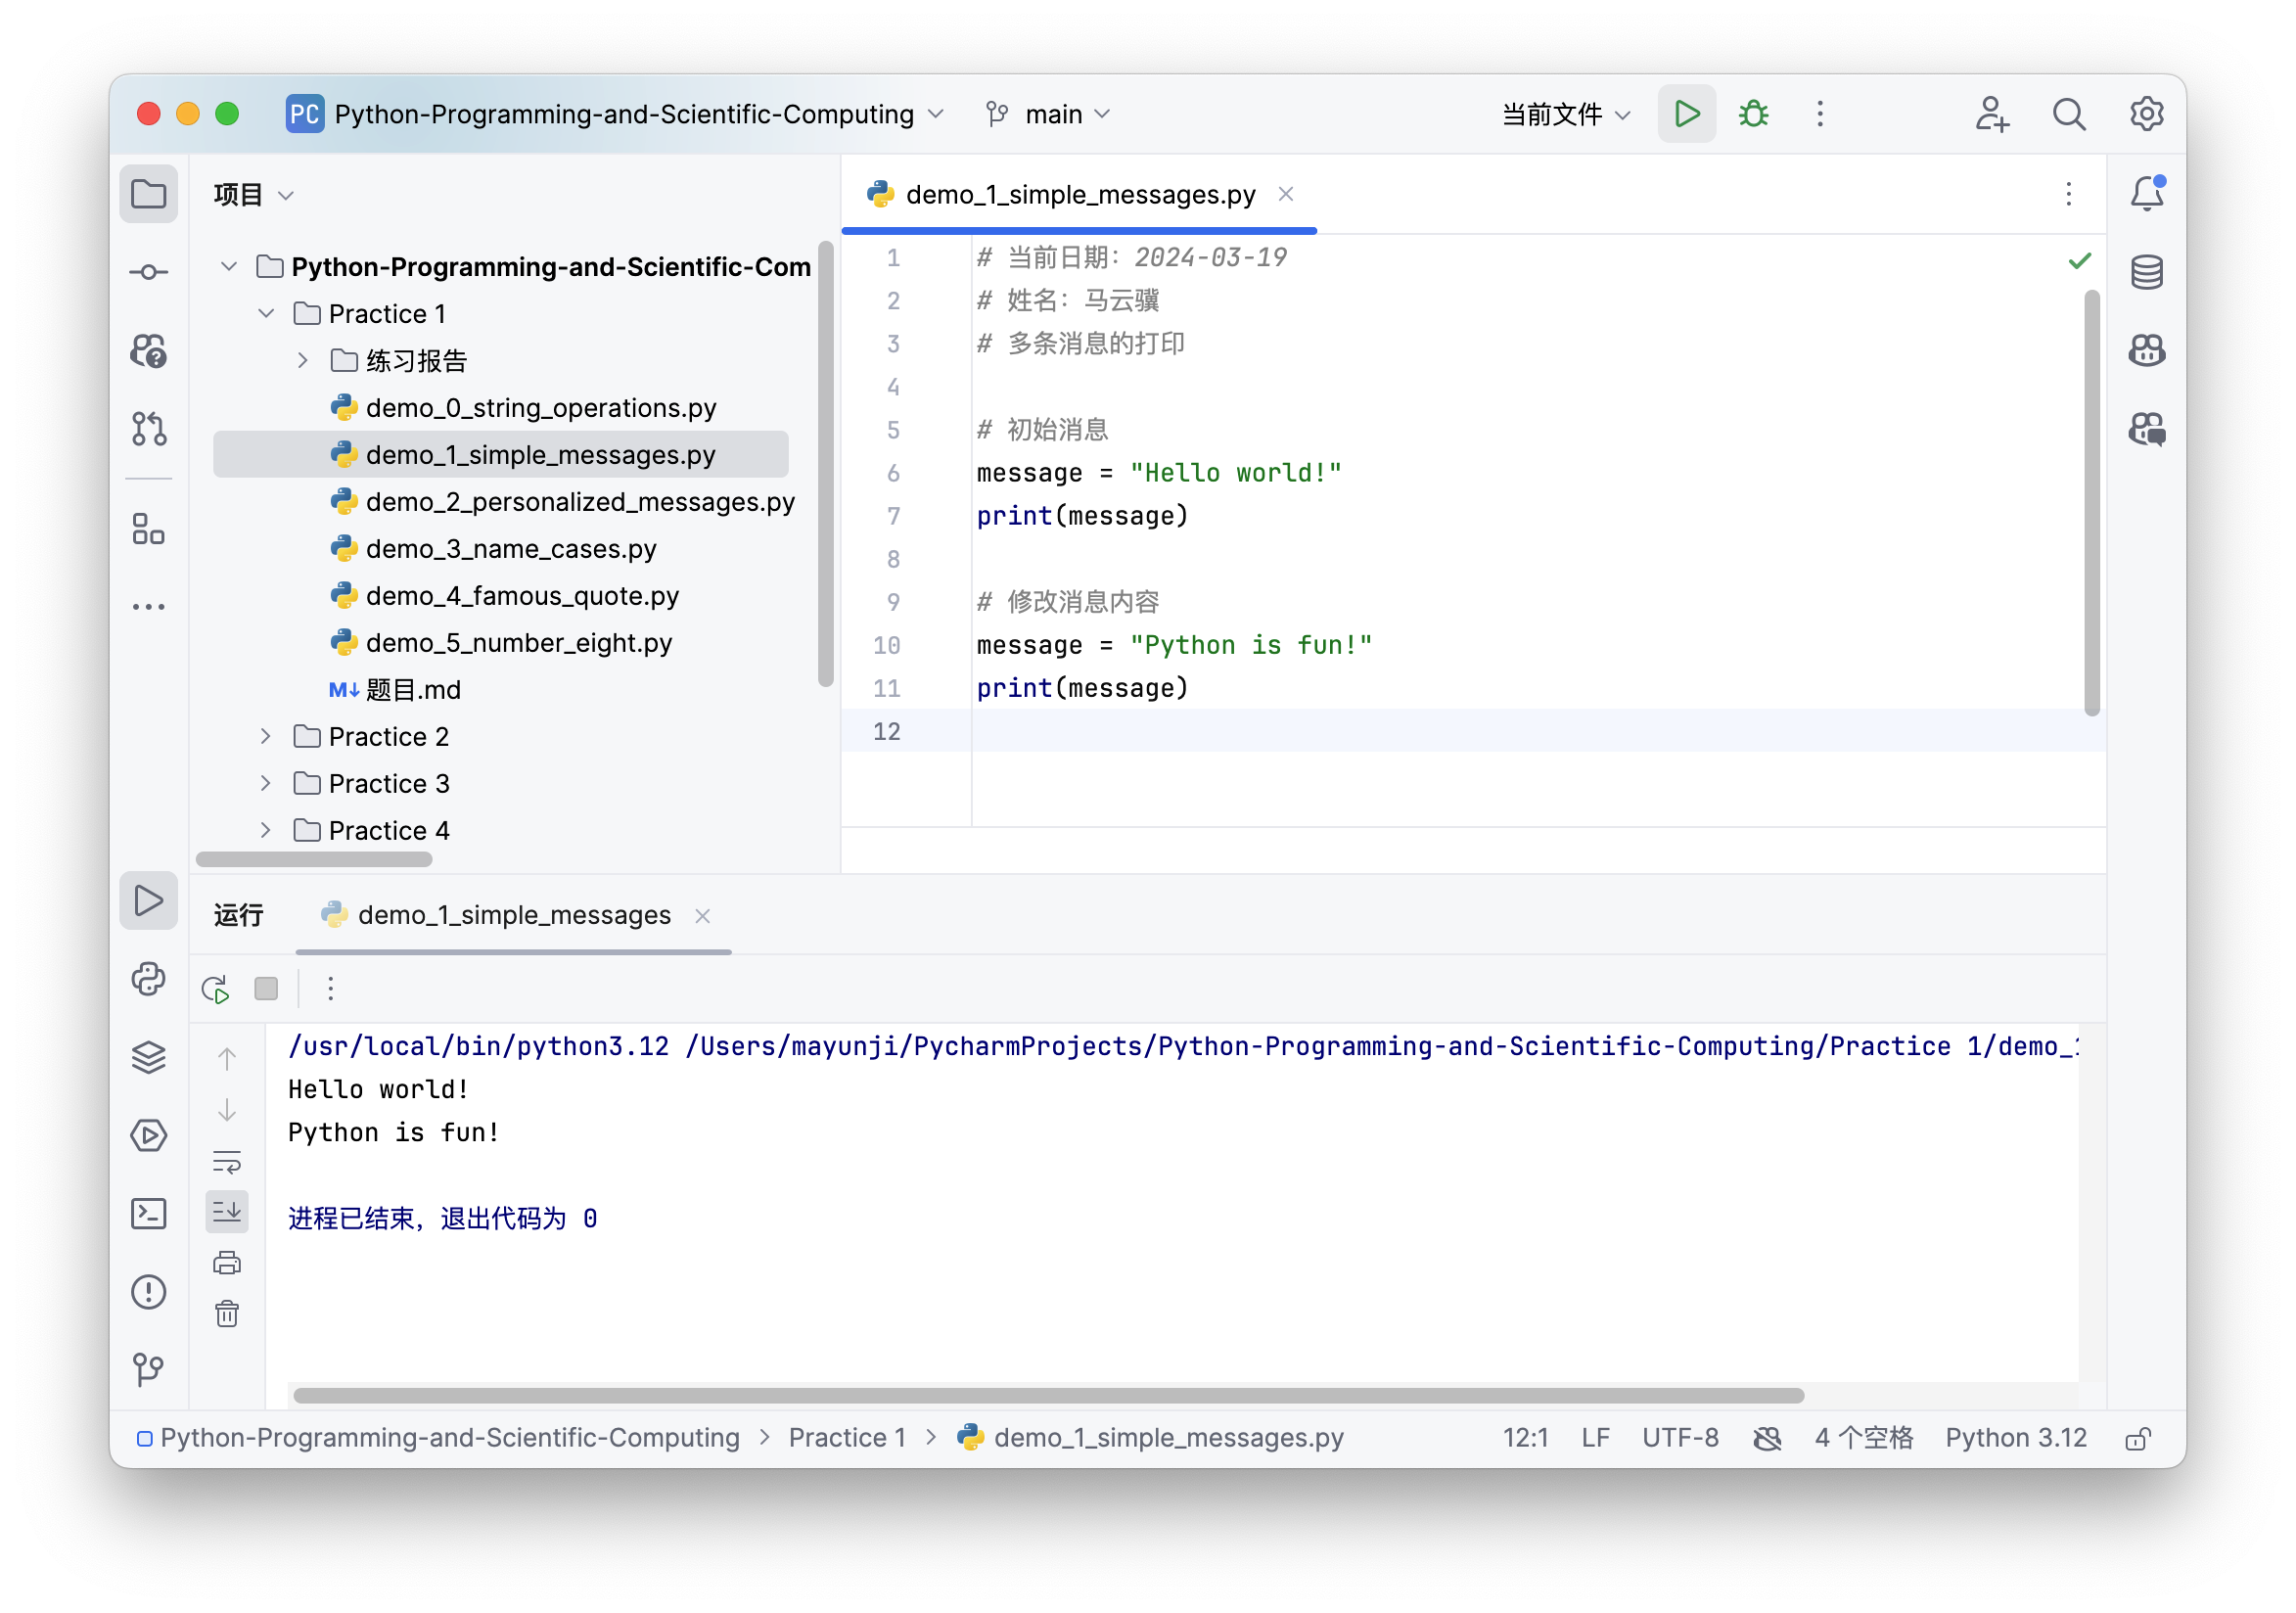 PC Python-Programming-and-Scientific-Computing main 当前文件
项目
Python-Programming-and-Scientific-Com
Practice 1
练习报告
demo_0_string_operations.py
demo_1_simple_messages.py
demo_2_personalized_messages.py
demo_3_name_cases.py
demo_4_famous_quote.py
demo_5_number_eight.py
M↓ 题目.md
Practice 2
Practice 3
Practice 4
demo_1_simple_messages.py
1 # 当前日期：2024-03-19
2 # 姓名：马云骥
3 # 多条消息的打印
4
5 # 初始消息
6 message = "Hello world!"
7 print(message)
8
9 # 修改消息内容
10 message = "Python is fun!"
11 print(message)
12
运行 demo_1_simple_messages
/usr/local/bin/python3.12 /Users/mayunji/PycharmProjects/Python-Programming-and-Scientific-Computing/Practice 1/demo_1
Hello world!
Python is fun!
进程已结束，退出代码为 0
Python-Programming-and-Scientific-Computing > Practice 1 > demo_1_simple_messages.py 12:1 LF UTF-8 4 个空格 Python 3.12